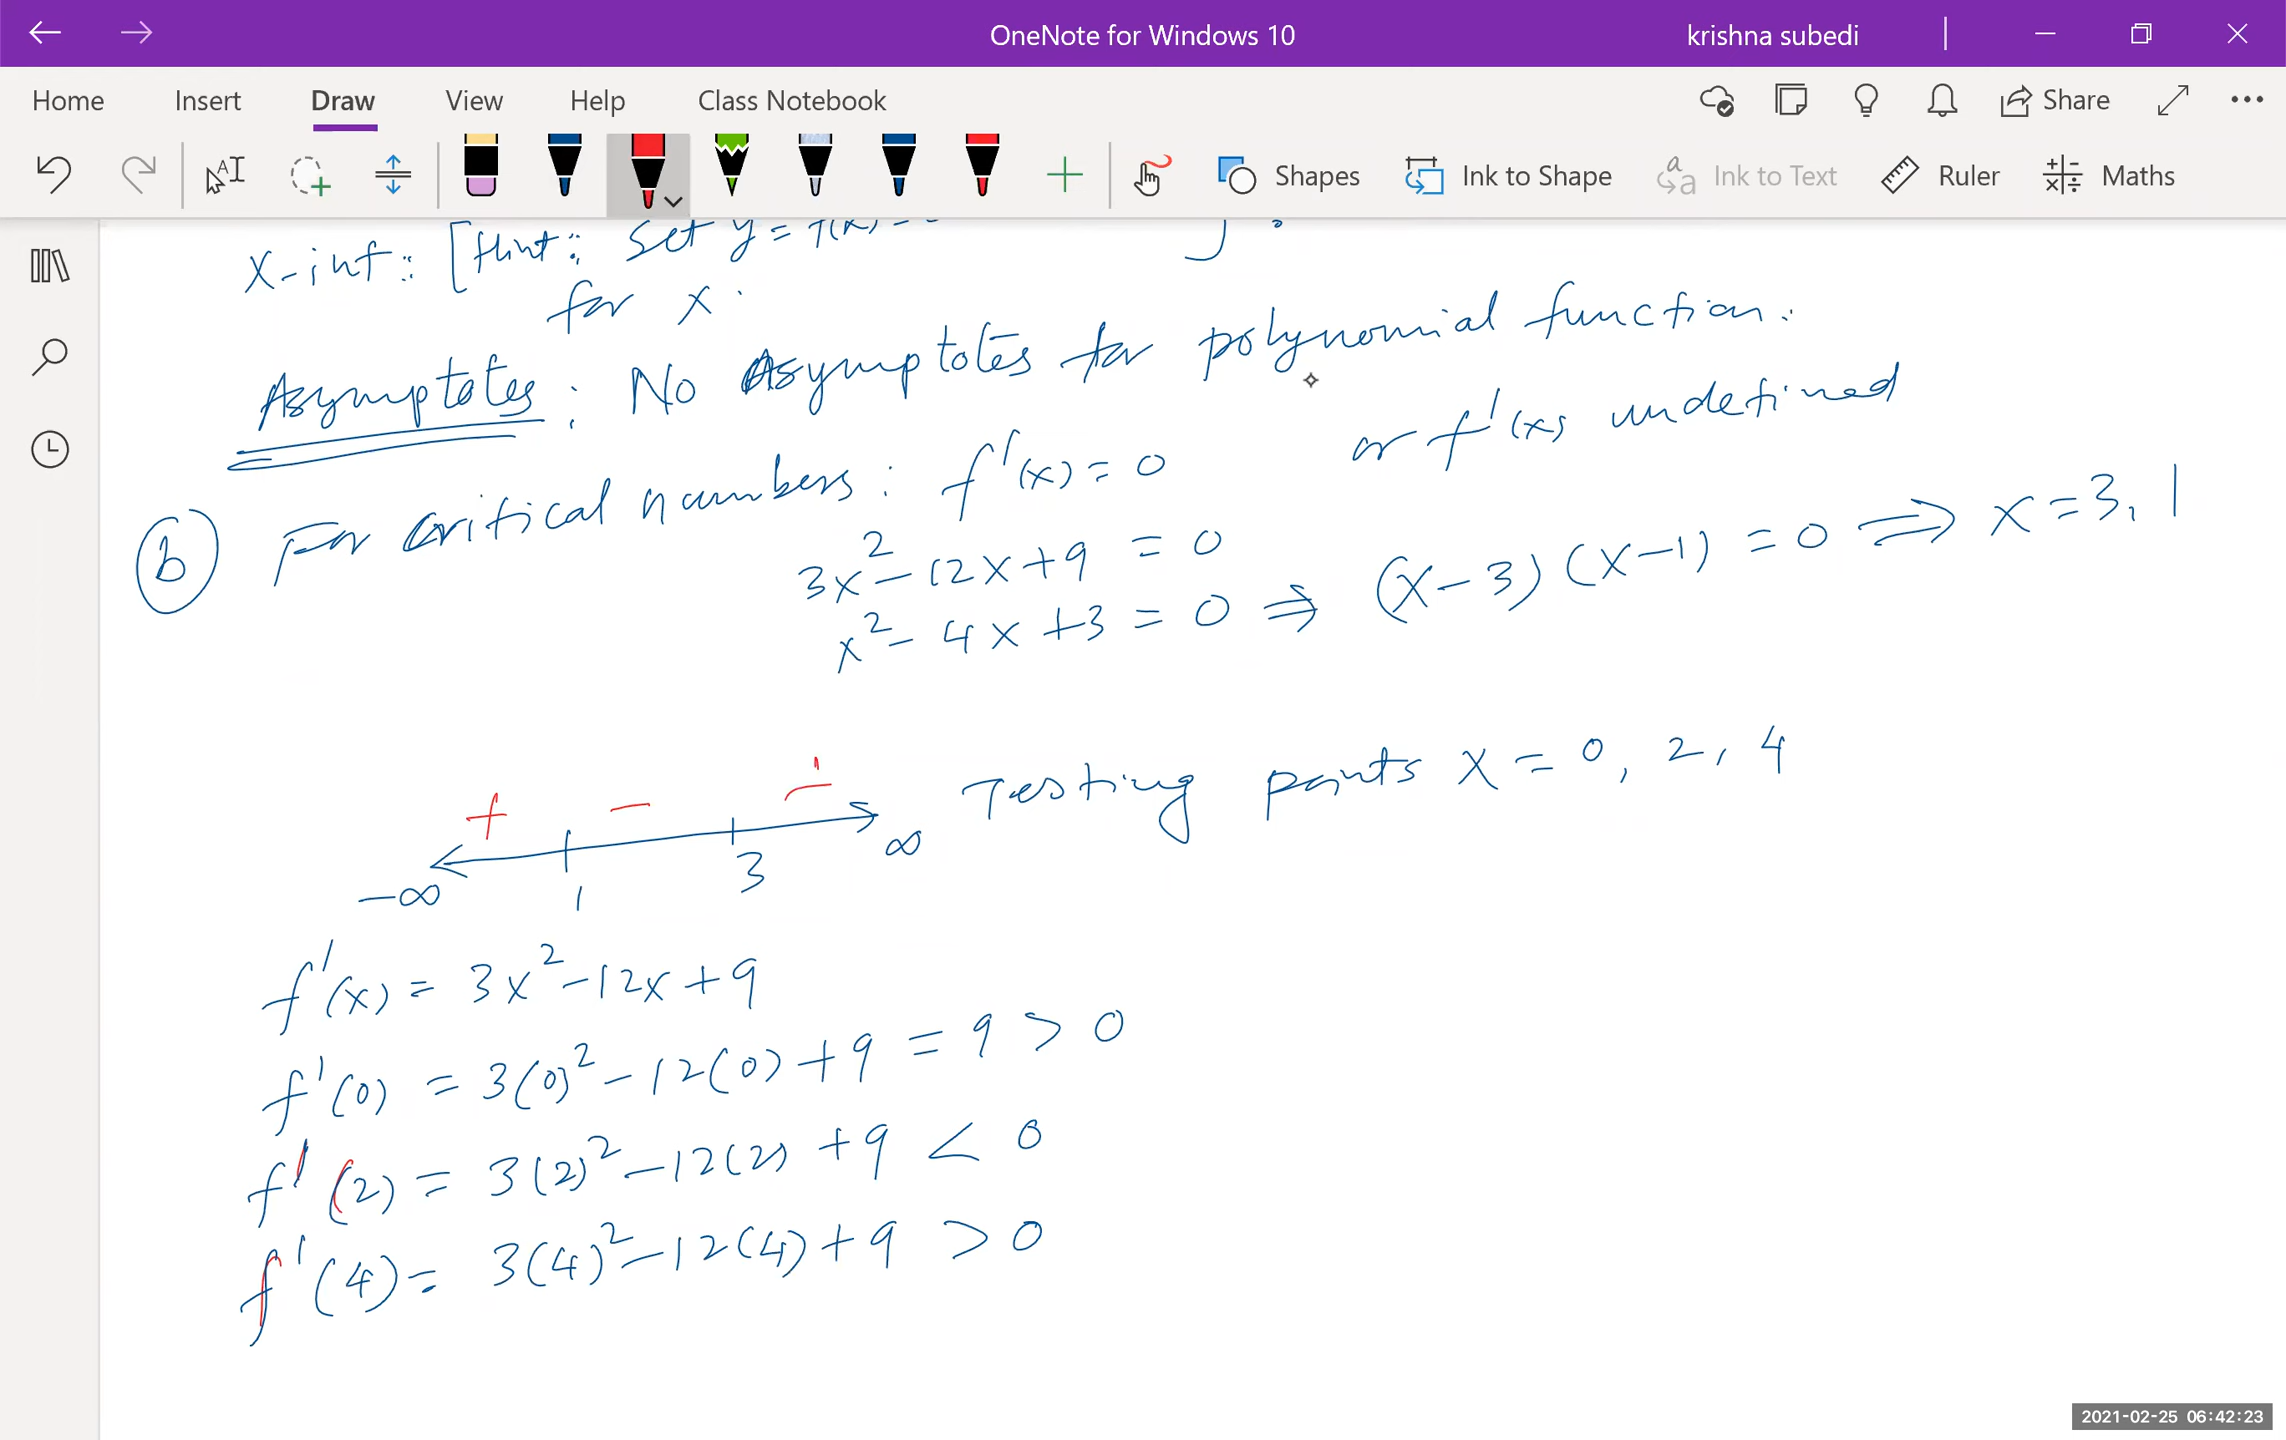 OneNote for Windows 10
krishna subedi
Home Insert Draw View Help Class Notebook Share
Shapes Ink to Shape Ink to Text Ruler Maths
x-int: [Hint: Set y = f(x) = ].
for x.
Asymptotes: No Asymptotes for polynomial function.
(b) For critical numbers: f'(x) = 0 or f'(x) undefined
3x² - 12x + 9 = 0
x² - 4x + 3 = 0 ⇒ (x-3)(x-1) = 0 ⇒ x = 3, 1
+ - +
-∞ 1 3 ∞
Testing points x = 0, 2, 4
f'(x) = 3x² - 12x + 9
f'(0) = 3(0)² - 12(0) + 9 = 9 > 0
f'(2) = 3(2)² - 12(2) + 9 < 0
f'(4) = 3(4)² - 12(4) + 9 > 0
2021-02-25 06:42:23